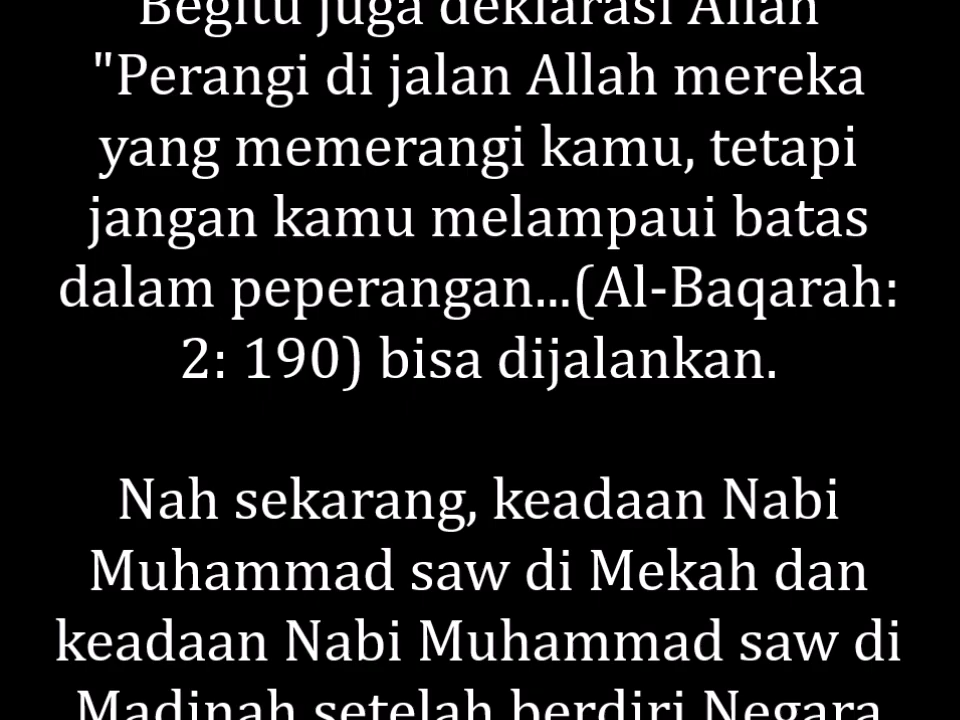 Begitu juga deklarasi Allah
"Perangi di jalan Allah mereka
yang memerangi kamu, tetapi
jangan kamu melampaui batas
dalam peperangan...(Al-Baqarah:
2: 190) bisa dijalankan.
Nah sekarang, keadaan Nabi
Muhammad saw di Mekah dan
keadaan Nabi Muhammad saw di
Madinah setelah berdiri Negara